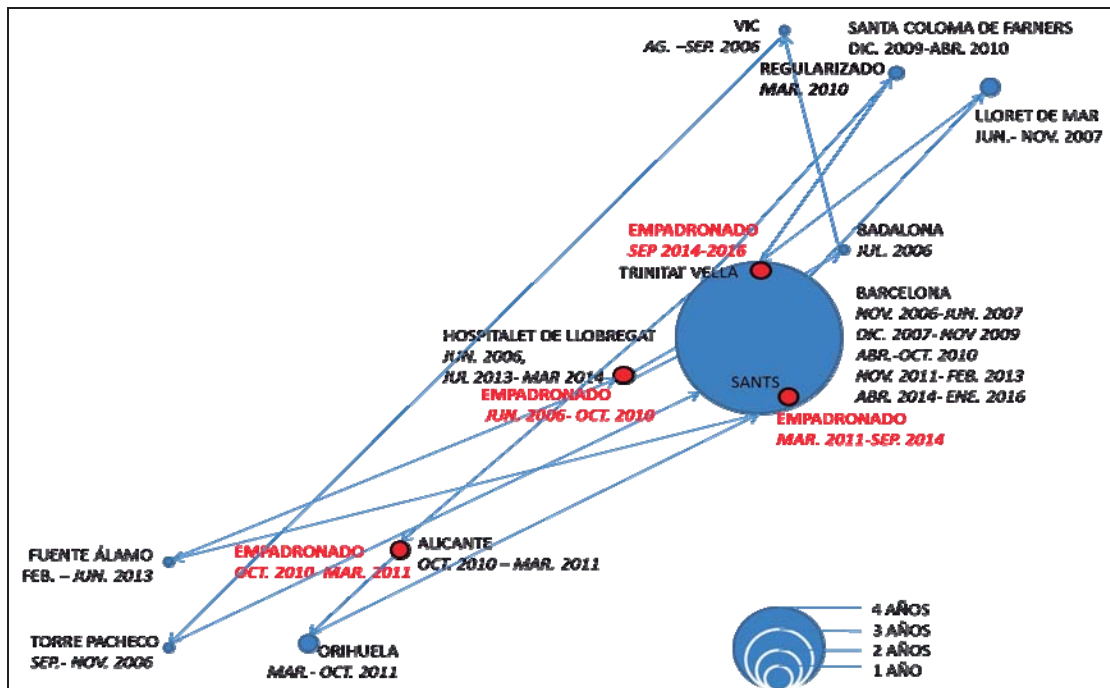 VIC
AG. –SEP. 2006
SANTA COLOMA DE FARNERS
DIC. 2009-ABR. 2010
REGULARIZADO
MAR. 2010
LLORET DE MAR
JUN.- NOV. 2007
EMPADRONADO
SEP 2014-2016
TRINITAT VELLA
BADALONA
JUL. 2006
BARCELONA
NOV. 2006-JUN. 2007
DIC. 2007- NOV 2009
ABR.-OCT. 2010
NOV. 2011- FEB. 2013
ABR. 2014- ENE. 2016
HOSPITALET DE LLOBREGAT
JUN. 2006,
JUL 2013- MAR 2014
EMPADRONADO
JUN. 2006- OCT. 2010
SANTS
EMPADRONADO
MAR. 2011-SEP. 2014
FUENTE ÁLAMO
FEB. – JUN. 2013
EMPADRONADO
OCT. 2010- MAR. 2011
ALICANTE
OCT. 2010 – MAR. 2011
TORRE PACHECO
SEP.- NOV. 2006
ORIHUELA
MAR.- OCT. 2011
4 AÑOS
3 AÑOS
2 AÑOS
1 AÑO